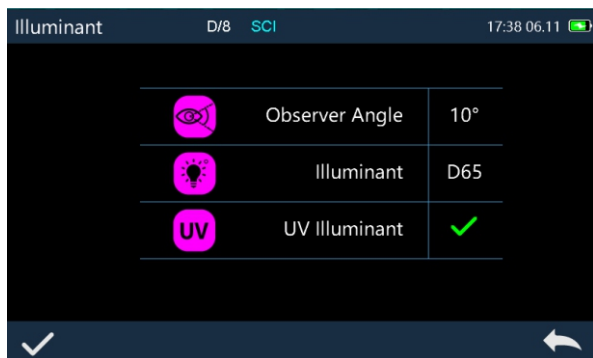 Illuminant D/8 SCI 17:38 06.11
Observer Angle 10°
Illuminant D65
UV UV Illuminant